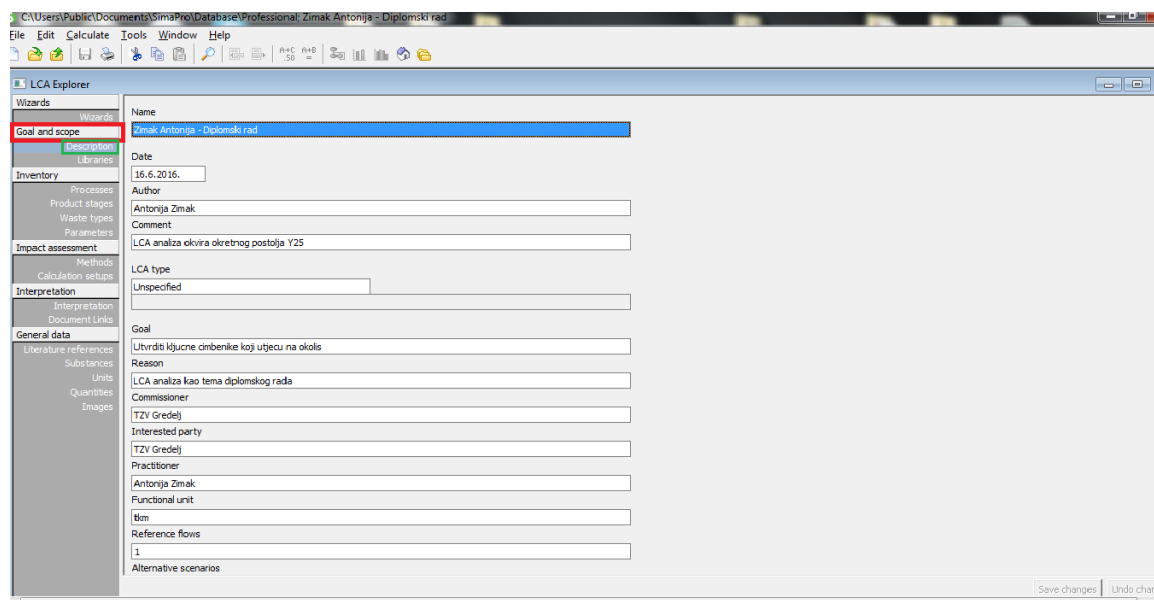 C:\Users\Public\Documents\SimaPro\Database\Professional; Zimak Antonija - Diplomski rad
File Edit Calculate Tools Window Help
A+C .50 A+B =
LCA Explorer
Wizards
Wizards
Goal and scope
Description
Libraries
Inventory
Processes
Product stages
Waste types
Parameters
Impact assessment
Methods
Calculation setups
Interpretation
Interpretation
Document Links
General data
Literature references
Substances
Units
Quantities
Images
Name
Zimak Antonija - Diplomski rad
Date
16.6.2016.
Author
Antonija Zimak
Comment
LCA analiza okvira okretnog postolja Y25
LCA type
Unspecified
Goal
Utvrditi kljucne cimbenike koji utjecu na okolis
Reason
LCA analiza kao tema diplomskog rada
Commissioner
TZV Gredelj
Interested party
TZV Gredelj
Practitioner
Antonija Zimak
Functional unit
tkm
Reference flows
1
Alternative scenarios
Save changes Undo char